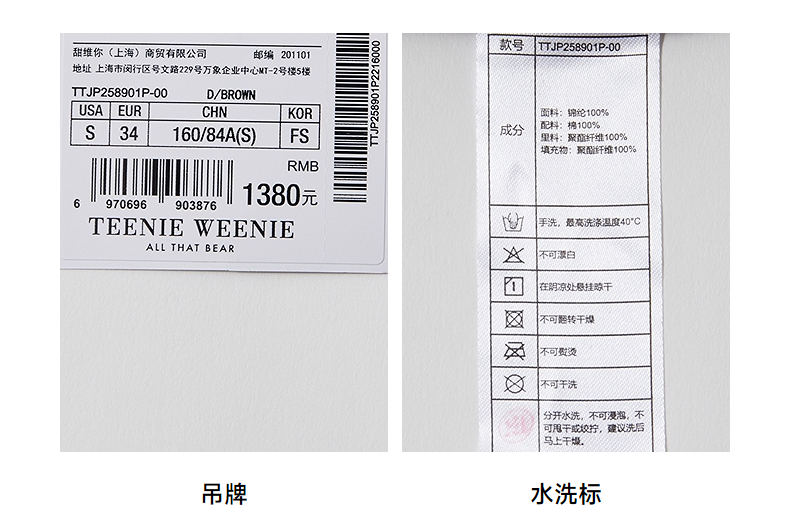 甜维你（上海）商贸有限公司 邮编 201101
地址 上海市闵行区号文路229号万象企业中心MT-2号楼5楼
TTJP258901P-00 D/BROWN
USA EUR CHN KOR
S 34 160/84A(S) FS
RMB
1380元
6 970696 903876
TEENIE WEENIE
ALL THAT BEAR
TTJP258901P2216000
吊牌
款号 TTJP258901P-00
成分
面料：锦纶100%
配料：棉100%
里料：聚酯纤维100%
填充物：聚酯纤维100%
手洗，最高洗涤温度40°C
不可漂白
在阴凉处悬挂晾干
不可翻转干燥
不可熨烫
不可干洗
分开水洗，不可浸泡，不
可甩干或绞拧，建议洗后
马上干燥。
水洗标